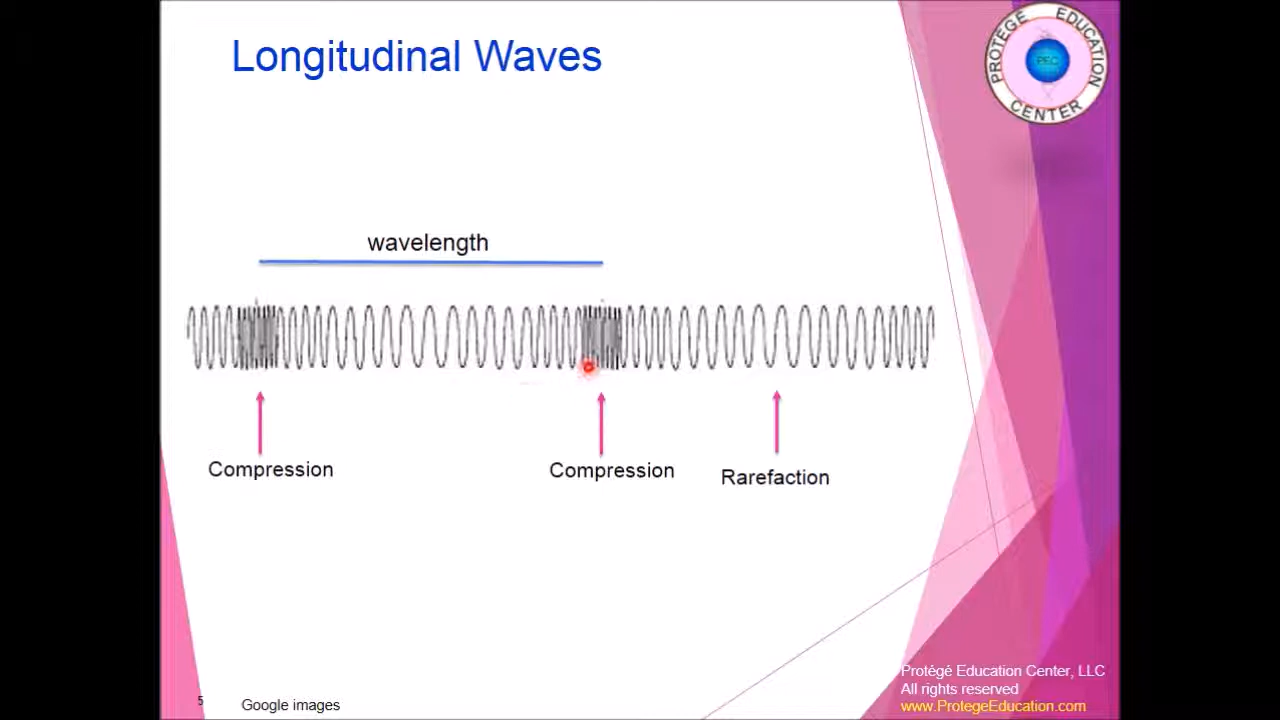 Longitudinal Waves
PROTÉGÉ EDUCATION CENTER
PEC
wavelength
Compression
Compression
Rarefaction
5
Google images
Protégé Education Center, LLC
All rights reserved
www.ProtegeEducation.com